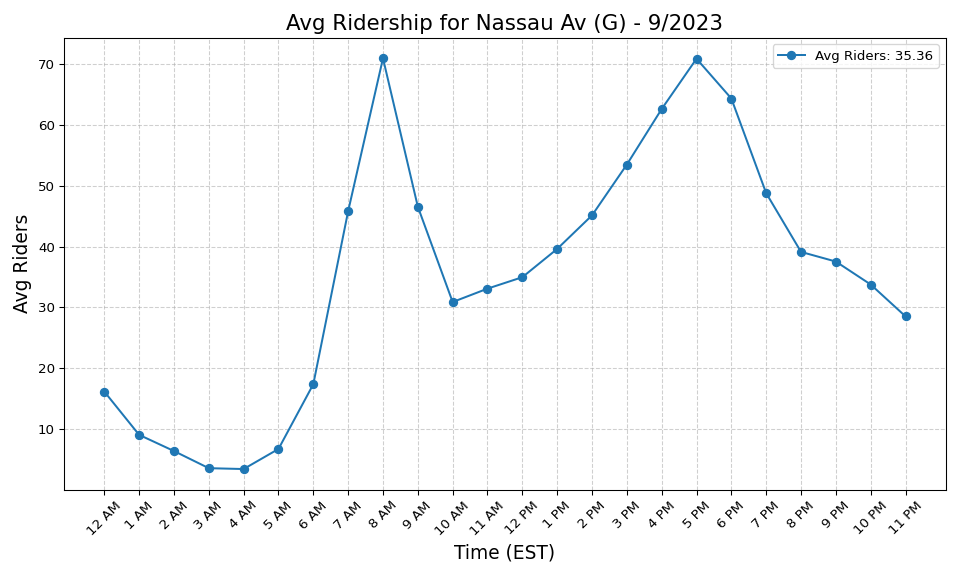 Avg Ridership for Nassau Av (G) - 9/2023
Avg Riders: 35.36
Avg Riders
70
60
50
40
30
20
10
12 AM
1 AM
2 AM
3 AM
4 AM
5 AM
6 AM
7 AM
8 AM
9 AM
10 AM
11 AM
12 PM
1 PM
2 PM
3 PM
4 PM
5 PM
6 PM
7 PM
8 PM
9 PM
10 PM
11 PM
Time (EST)